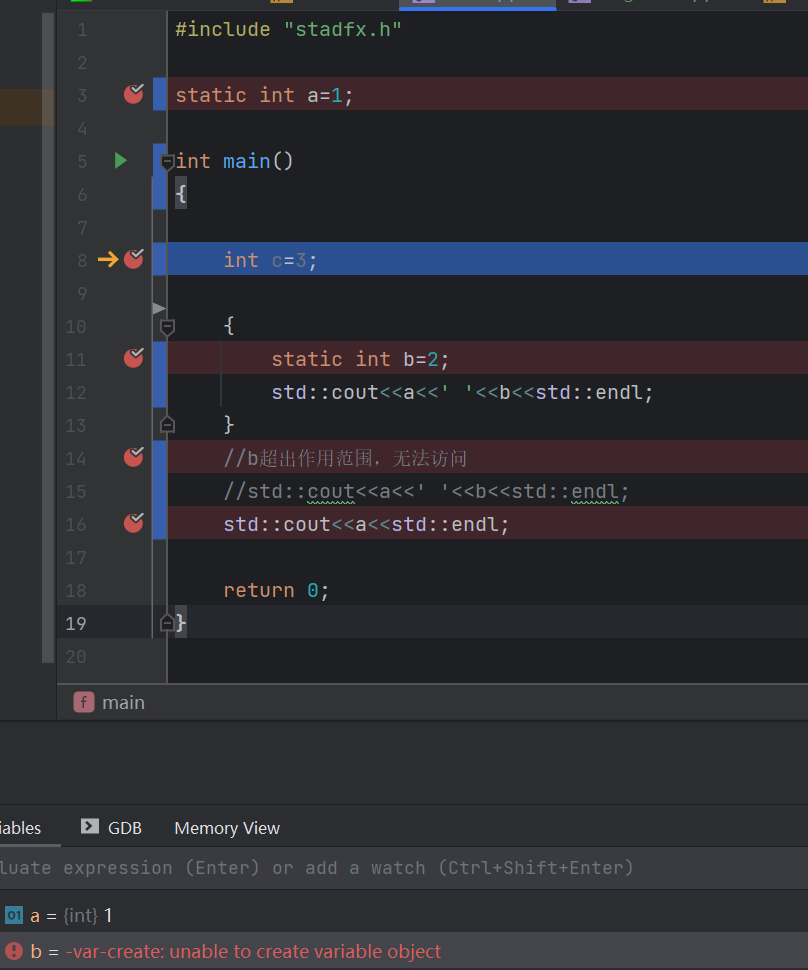 1 #include "stadfx.h"
2
3 static int a=1;
4
5 int main()
6 {
7
8 int c=3;
9
10 {
11 static int b=2;
12 std::cout<<a<<' '<<b<<std::endl;
13 }
14 //b超出作用范围，无法访问
15 //std::cout<<a<<' '<<b<<std::endl;
16 std::cout<<a<<std::endl;
17
18 return 0;
19 }
20
f main
iables GDB Memory View
luate expression (Enter) or add a watch (Ctrl+Shift+Enter)
01 a = {int} 1
! b = -var-create: unable to create variable object